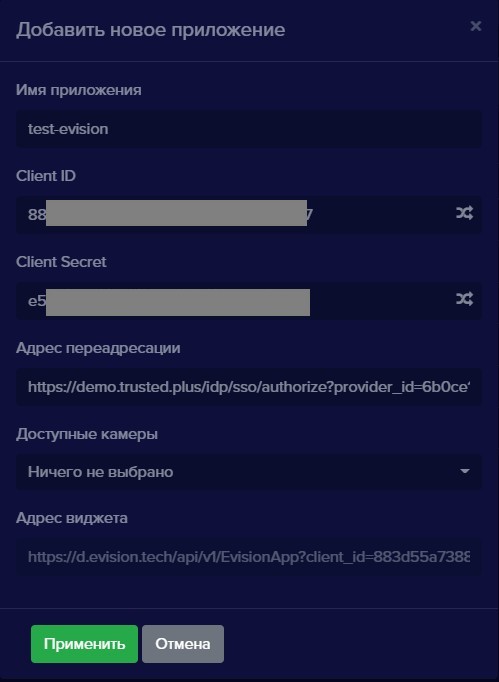 Добавить новое приложение ×
Имя приложения
test-evision
Client ID
88 7
Client Secret
e5
Адрес переадресации
https://demo.trusted.plus/idp/sso/authorize?provider_id=6b0ce
Доступные камеры
Ничего не выбрано
Адрес виджета
https://d.evision.tech/api/v1/EvisionApp?client_id=883d55a7388
Применить Отмена